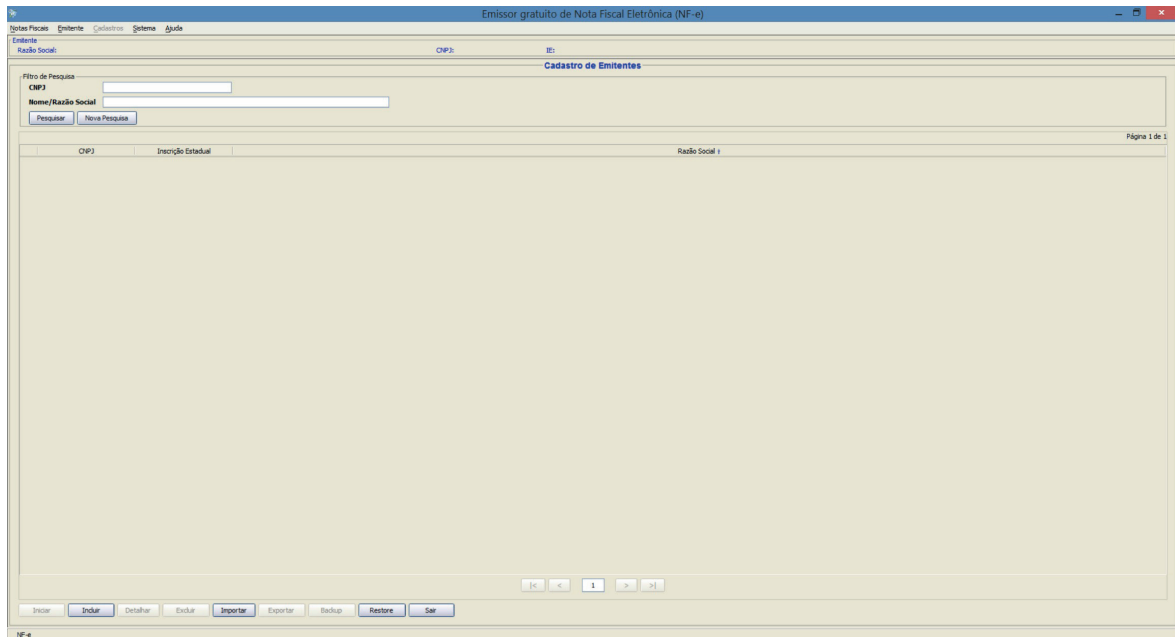 Emissor gratuito de Nota Fiscal Eletrônica (NF-e)
Notas Fiscais Emitente Cadastros Sistema Ajuda
Emitente
Razão Social: CNPJ: IE:
Cadastro de Emitentes
Filtro de Pesquisa
CNPJ
Nome/Razão Social
Pesquisar Nova Pesquisa
Página 1 de 1
CNPJ Inscrição Estadual Razão Social
|< < 1 > >|
Iniciar Incluir Detalhar Excluir Importar Exportar Backup Restore Sair
NF-e